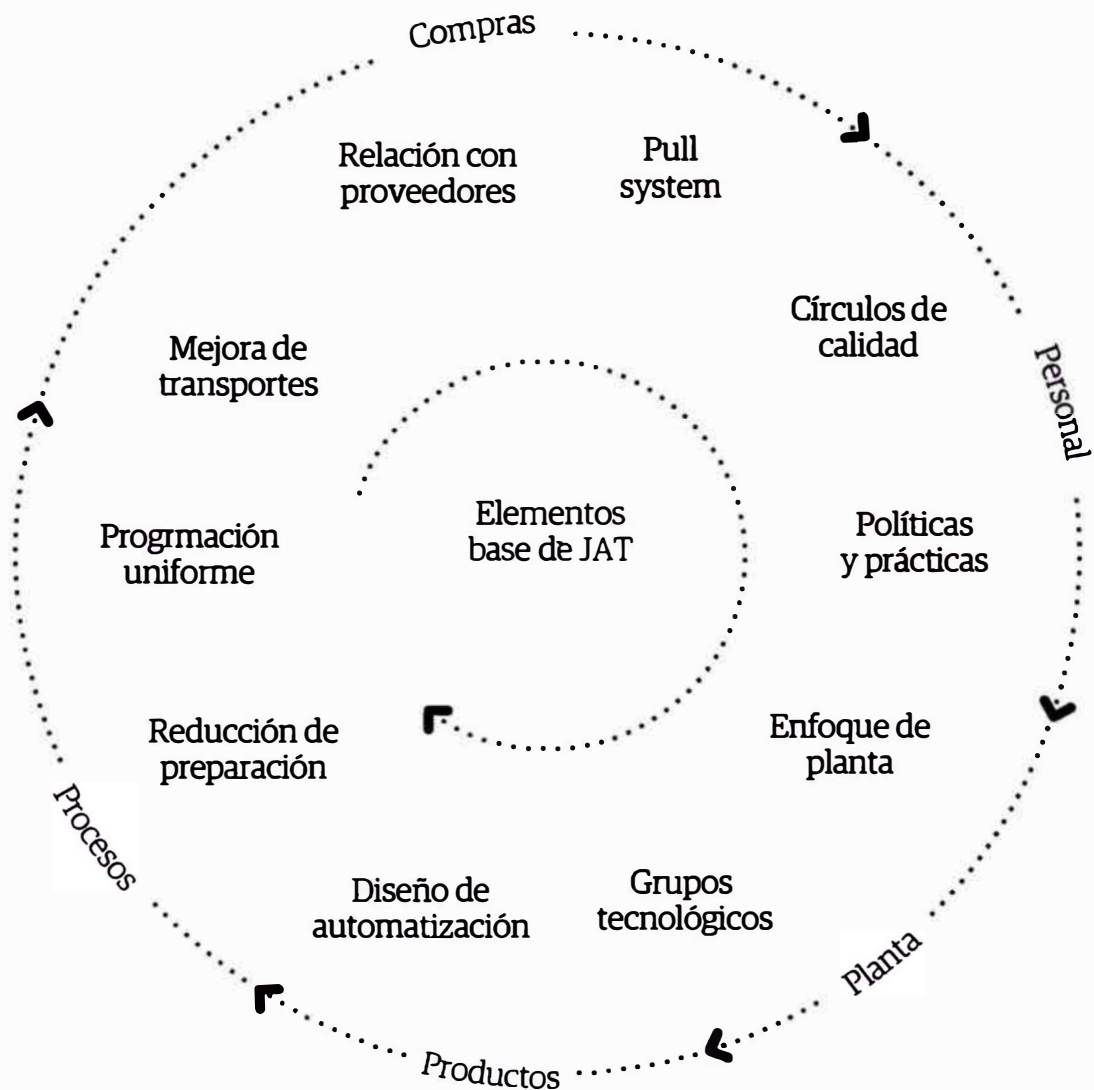 Compras
Relación con
proveedores
Pull
system
Círculos de
calidad
Personal
Mejora de
transportes
Elementos
base de JAT
Progrmación
uniforme
Políticas
y prácticas
Reducción de
preparación
Enfoque de
planta
Procesos
Diseño de
automatización
Grupos
tecnológicos
Planta
Productos